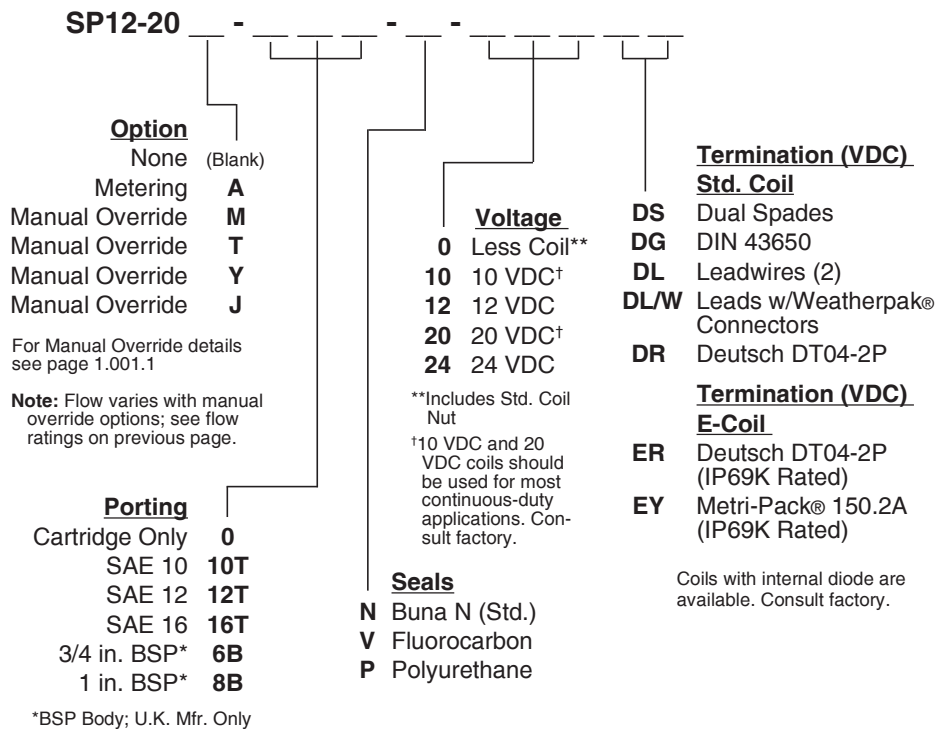 SP12-20 __ - __ __ __ - __ - __ __ __ __ __
Option
None (Blank)
Metering A
Manual Override M
Manual Override T
Manual Override Y
Manual Override J
For Manual Override details
see page 1.001.1
Note: Flow varies with manual
override options; see flow
ratings on previous page.
Porting
Cartridge Only 0
SAE 10 10T
SAE 12 12T
SAE 16 16T
3/4 in. BSP* 6B
1 in. BSP* 8B
*BSP Body; U.K. Mfr. Only
Seals
N Buna N (Std.)
V Fluorocarbon
P Polyurethane
Voltage
0 Less Coil**
10 10 VDC†
12 12 VDC
20 20 VDC†
24 24 VDC
**Includes Std. Coil
Nut
†10 VDC and 20
VDC coils should
be used for most
continuous-duty
applications. Con-
sult factory.
Termination (VDC)
Std. Coil
DS Dual Spades
DG DIN 43650
DL Leadwires (2)
DL/W Leads w/Weatherpak®
Connectors
DR Deutsch DT04-2P
Termination (VDC)
E-Coil
ER Deutsch DT04-2P
(IP69K Rated)
EY Metri-Pack® 150.2A
(IP69K Rated)
Coils with internal diode are
available. Consult factory.